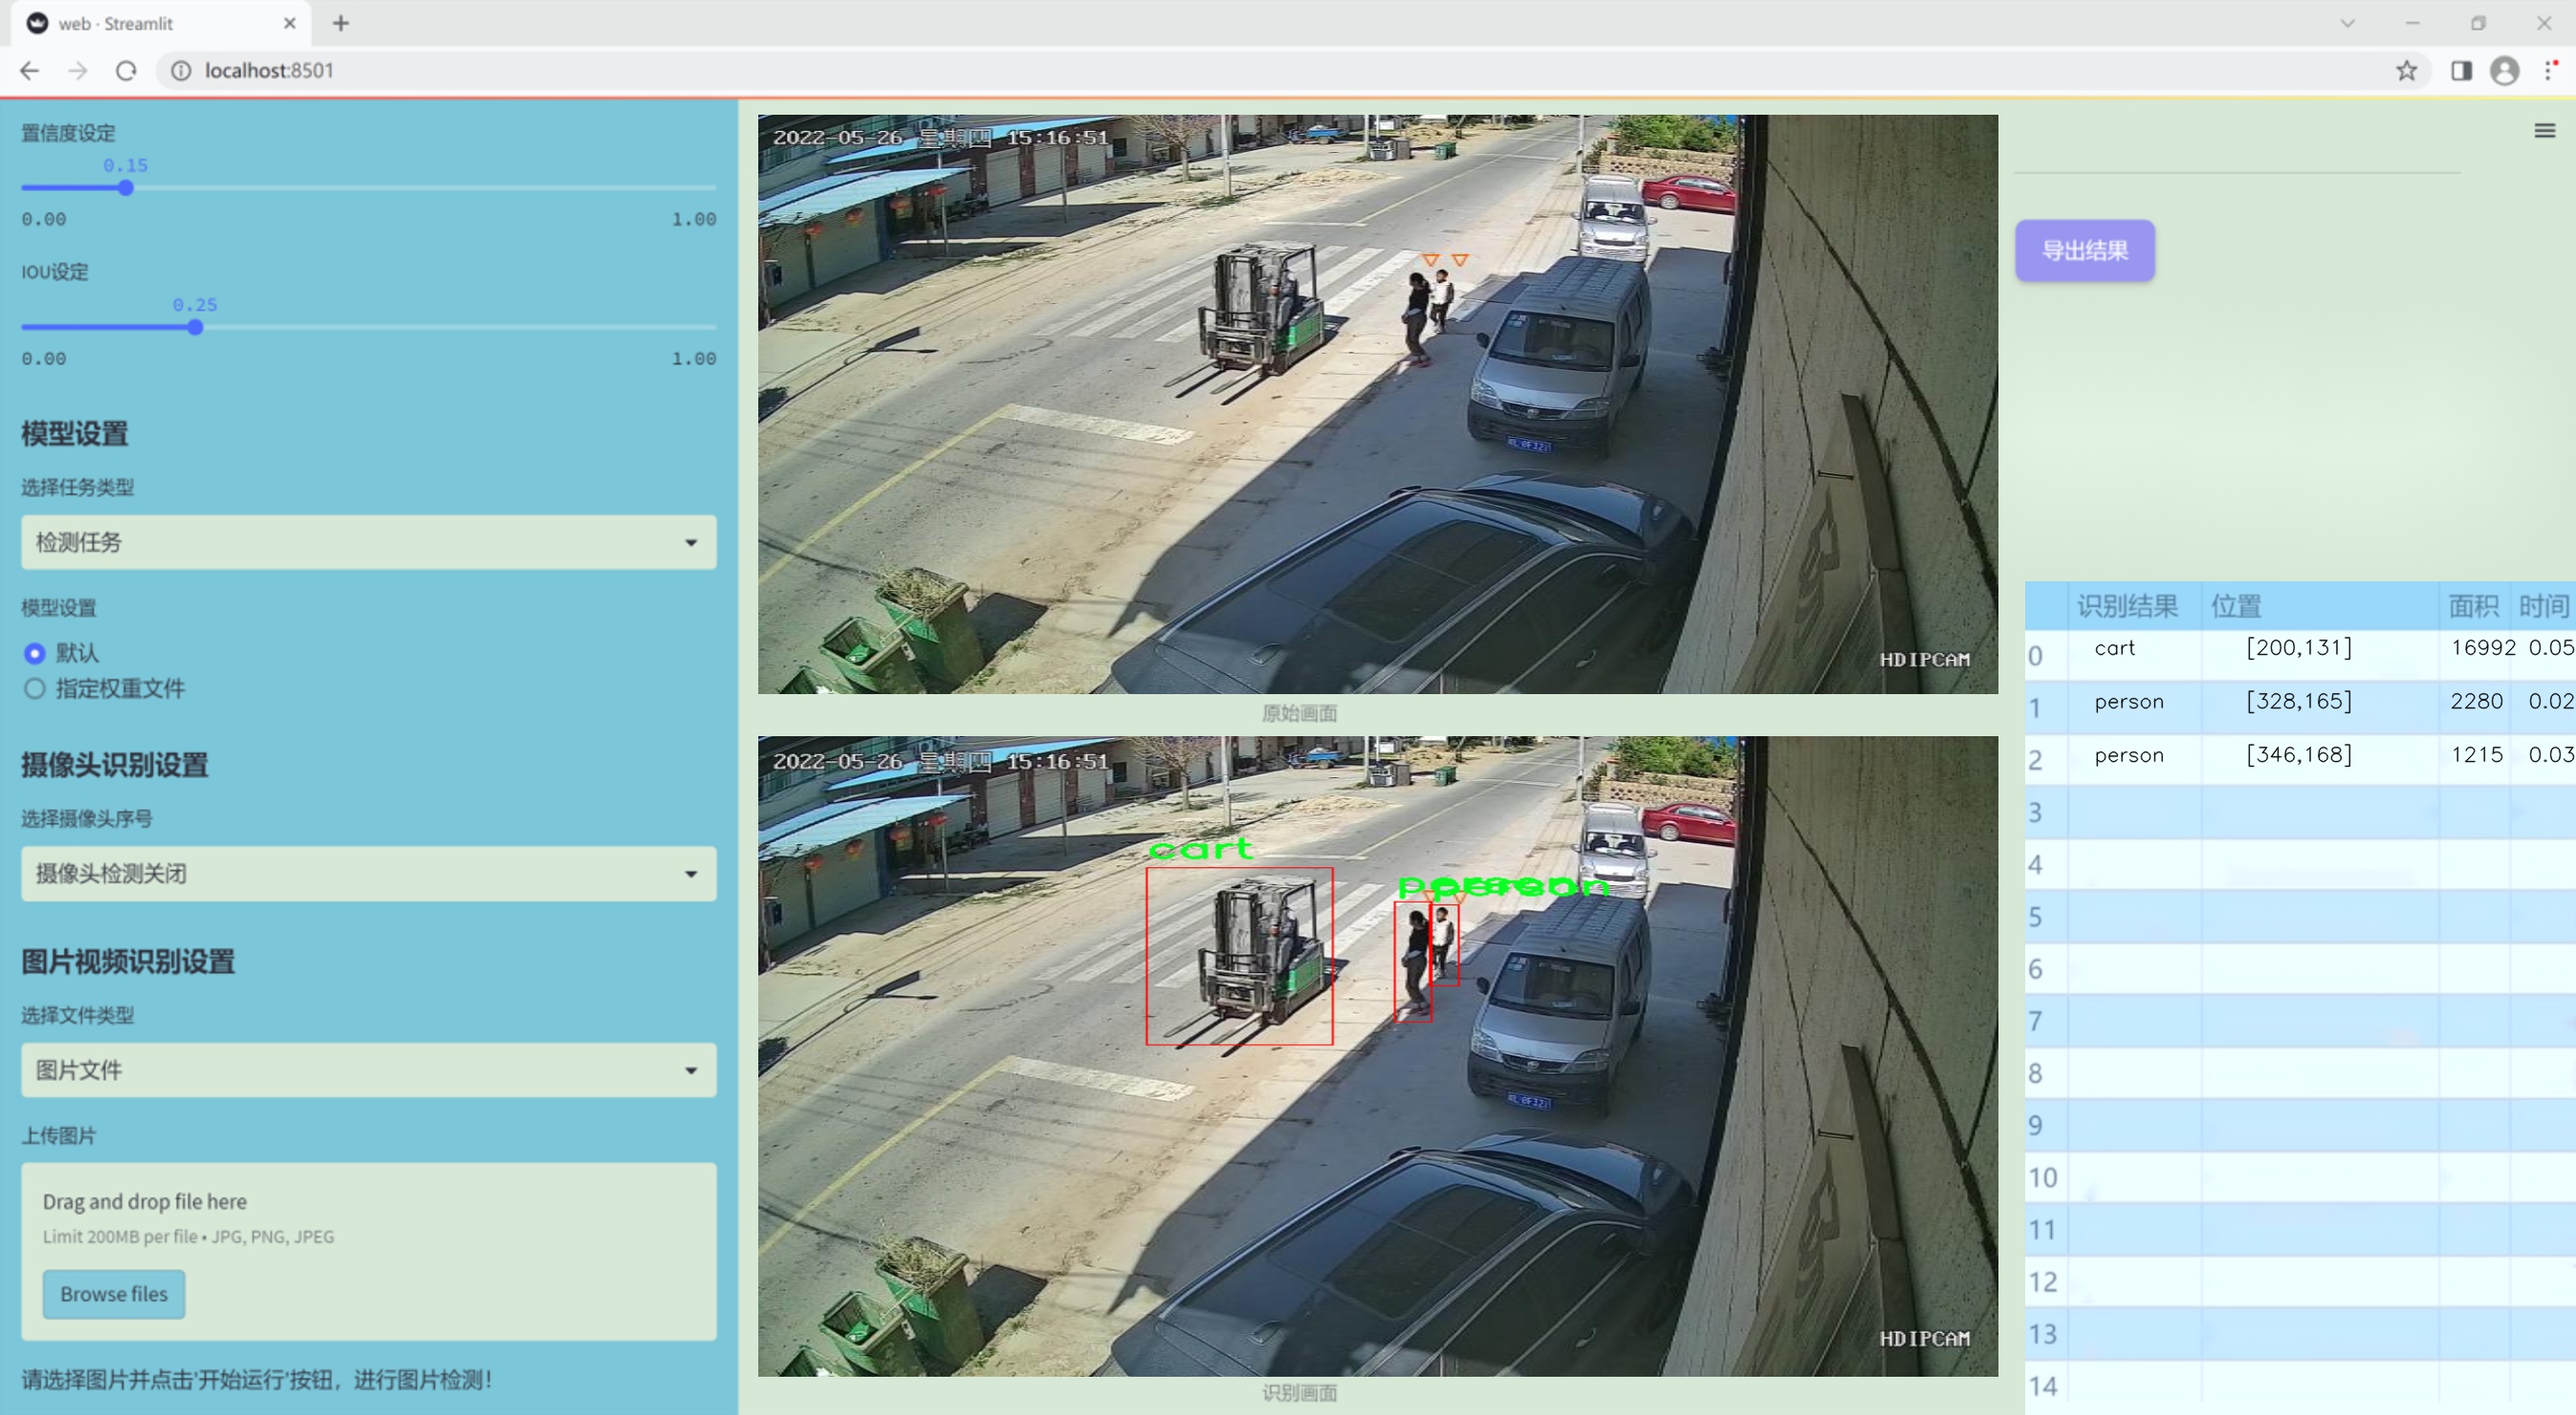 web · Streamlit
localhost:8501
置信度设定
0.15
0.00 1.00
IOU设定
0.25
0.00 1.00
模型设置
选择任务类型
检测任务
模型设置
默认
指定权重文件
摄像头识别设置
选择摄像头序号
摄像头检测关闭
图片视频识别设置
选择文件类型
图片文件
上传图片
Drag and drop file here
Limit 200MB per file • JPG, PNG, JPEG
Browse files
请选择图片并点击'开始运行'按钮，进行图片检测！
2022-05-26 星期四 15:16:51
HDIPCAM
原始画面
2022-05-26 星期四 15:16:51
cart
person
person
HDIPCAM
识别画面
导出结果
识别结果 位置 面积 时间
0 cart [200,131] 16992 0.05
1 person [328,165] 2280 0.02
2 person [346,168] 1215 0.03
3
4
5
6
7
8
9
10
11
12
13
14